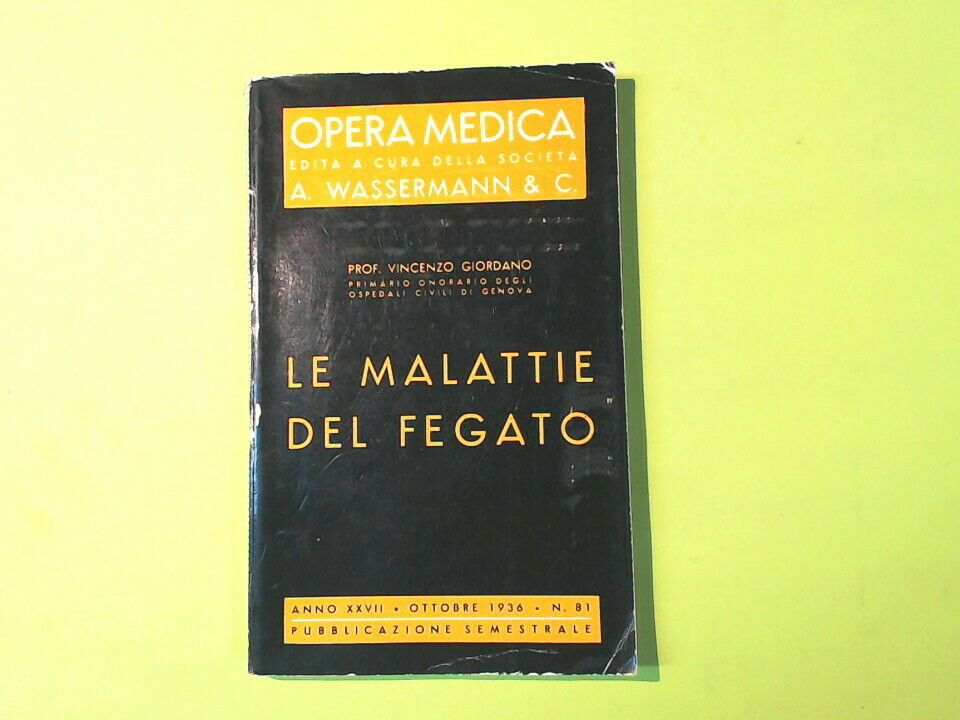 OPERA MEDICA
EDITA A CURA DELLA SOCIETÀ
A. WASSERMANN & C.
PROF. VINCENZO GIORDANO
PRIMARIO ONORARIO DEGLI
OSPEDALI CIVILI DI GENOVA
LE MALATTIE
DEL FEGATO
ANNO XXVII • OTTOBRE 1936 • N. 81
PUBBLICAZIONE SEMESTRALE